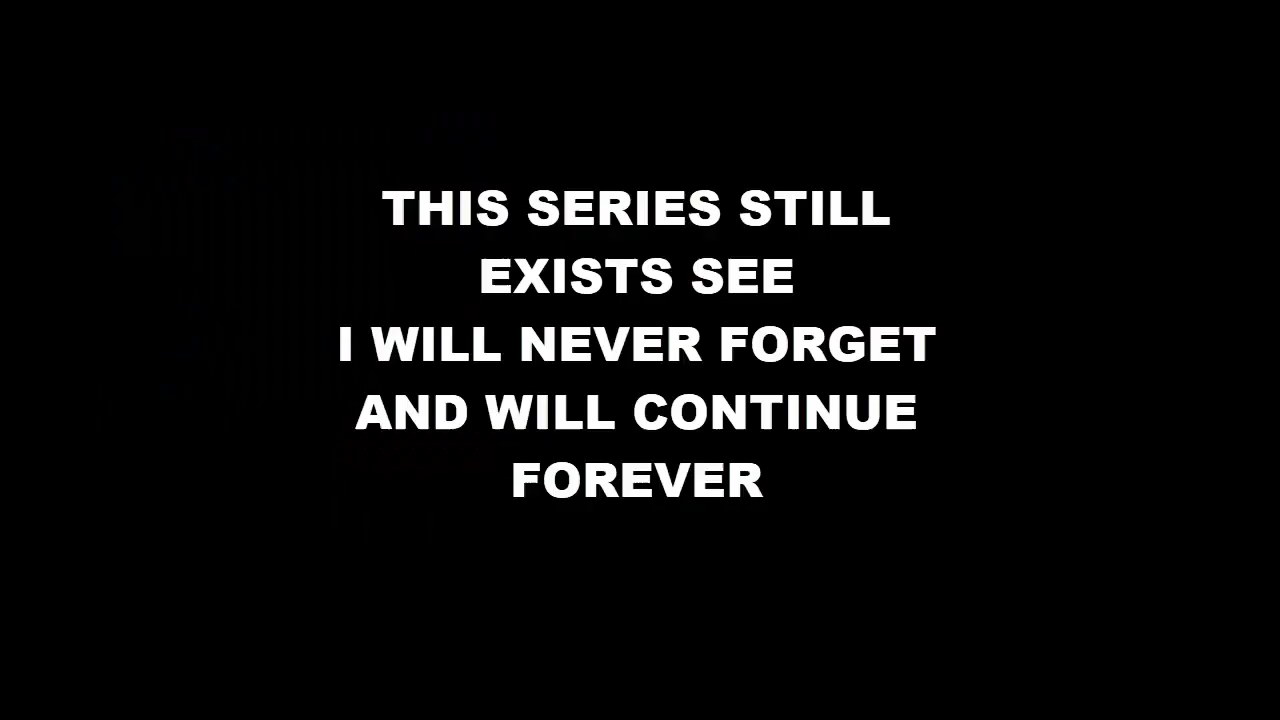 THIS SERIES STILL
EXISTS SEE
I WILL NEVER FORGET
AND WILL CONTINUE
FOREVER